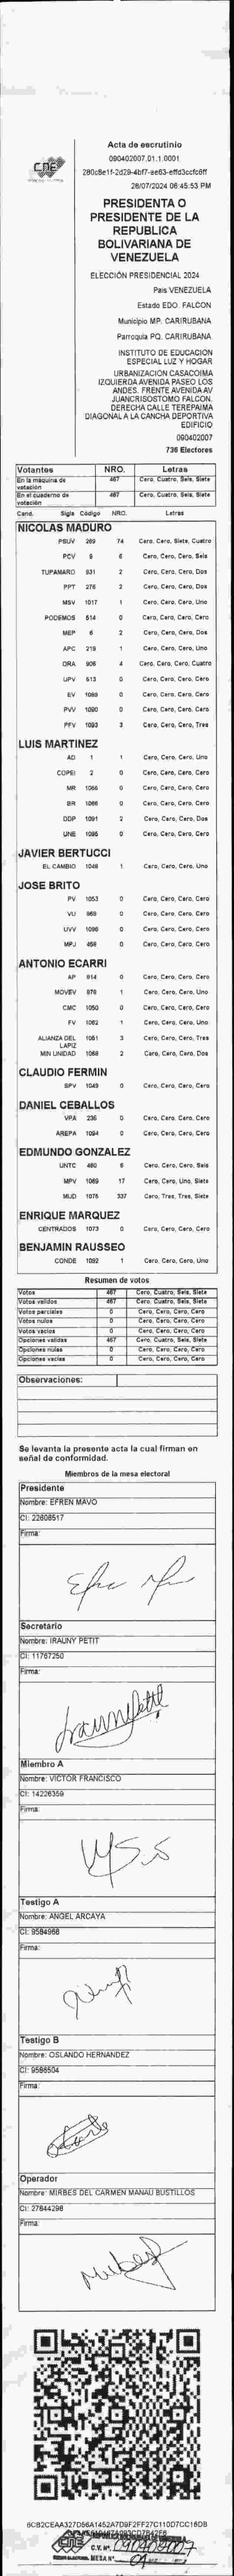 Acta de escrutinio
090402007.01.1.0001
280c8e1f-2d29-4bf7-ae63-effd3ccfc6ff
28/07/2024 06:45:53 PM
CNE
PRESIDENTA O
PRESIDENTE DE LA
REPUBLICA
BOLIVARIANA DE
VENEZUELA
ELECCIÓN PRESIDENCIAL 2024
Pais VENEZUELA
Estado EDO. FALCON
Municipio MP. CARIRUBANA
Parroquia PQ. CARIRUBANA
INSTITUTO DE EDUCACION
ESPECIAL LUZ Y HOGAR
URBANIZACION CASACOIMA
IZQUIERDA AVENIDA PASEO LOS
ANDES. FRENTE AVENIDA AV
JUANCRISOSTOMO FALCON.
DERECHA CALLE TEREPAIMA
DIAGONAL A LA CANCHA DEPORTIVA
EDIFICIO
090402007
736 Electores
Votantes NRO. Letras
En la máquina de votación 467 Cero, Cuatro, Seis, Siete
En el cuaderno de votación 467 Cero, Cuatro, Seis, Siete
Cand. Sigla Código NRO. Letras
NICOLAS MADURO
PSUV 269 74 Cero, Cero, Siete, Cuatro
PCV 9 6 Cero, Cero, Cero, Seis
TUPAMARO 931 2 Cero, Cero, Cero, Dos
PPT 276 2 Cero, Cero, Cero, Dos
MSV 1017 1 Cero, Cero, Cero, Uno
PODEMOS 514 0 Cero, Cero, Cero, Cero
MEP 6 2 Cero, Cero, Cero, Dos
APC 219 1 Cero, Cero, Cero, Uno
ORA 906 4 Cero, Cero, Cero, Cuatro
UPV 513 0 Cero, Cero, Cero, Cero
EV 1089 0 Cero, Cero, Cero, Cero
PVV 1090 0 Cero, Cero, Cero, Cero
PFV 1093 3 Cero, Cero, Cero, Tres
LUIS MARTINEZ
AD 1 1 Cero, Cero, Cero, Uno
COPEI 2 0 Cero, Cero, Cero, Cero
MR 1066 0 Cero, Cero, Cero, Cero
BR 1066 0 Cero, Cero, Cero, Cero
DDP 1091 2 Cero, Cero, Cero, Dos
UNE 1095 0 Cero, Cero, Cero, Cero
JAVIER BERTUCCI
EL CAMBIO 1048 1 Cero, Cero, Cero, Uno
JOSE BRITO
PV 1053 0 Cero, Cero, Cero, Cero
VU 969 0 Cero, Cero, Cero, Cero
UVV 1096 0 Cero, Cero, Cero, Cero
MPJ 458 0 Cero, Cero, Cero, Cero
ANTONIO ECARRI
AP 914 0 Cero, Cero, Cero, Cero
MOVEV 979 1 Cero, Cero, Cero, Uno
CMC 1050 0 Cero, Cero, Cero, Cero
FV 1062 1 Cero, Cero, Cero, Uno
ALIANZA DEL LAPIZ 1051 3 Cero, Cero, Cero, Tres
MIN UNIDAD 1068 2 Cero, Cero, Cero, Dos
CLAUDIO FERMIN
SPV 1049 0 Cero, Cero, Cero, Cero
DANIEL CEBALLOS
VPA 236 0 Cero, Cero, Cero, Cero
AREPA 1094 0 Cero, Cero, Cero, Cero
EDMUNDO GONZALEZ
UNTC 460 6 Cero, Cero, Cero, Seis
MPV 1069 17 Cero, Cero, Uno, Siete
MUD 1075 337 Cero, Tres, Tres, Siete
ENRIQUE MARQUEZ
CENTRADOS 1073 0 Cero, Cero, Cero, Cero
BENJAMIN RAUSSEO
CONDE 1092 1 Cero, Cero, Cero, Uno
Resumen de votos
Votos 467 Cero, Cuatro, Seis, Siete
Votos validos 467 Cero, Cuatro, Seis, Siete
Votos parciales 0 Cero, Cero, Cero, Cero
Votos nulos 0 Cero, Cero, Cero, Cero
Votos vacios 0 Cero, Cero, Cero, Cero
Opciones validas 467 Cero, Cuatro, Seis, Siete
Opciones nulas 0 Cero, Cero, Cero, Cero
Opciones vacias 0 Cero, Cero, Cero, Cero
Observaciones:
Se levanta la presente acta la cual firman en
señal de conformidad.
Miembros de la mesa electoral
Presidente
Nombre: EFREN MAVO
CI: 22608517
Firma:
Secretario
Nombre: IRAUNY PETIT
CI: 11767250
Firma:
Miembro A
Nombre: VICTOR FRANCISCO
CI: 14226359
Firma:
Testigo A
Nombre: ANGEL ARCAYA
CI: 9584968
Firma:
Testigo B
Nombre: OSLANDO HERNANDEZ
CI: 9586504
Firma:
Operador
Nombre: MIRBES DEL CARMEN MANAU BUSTILLOS
CI: 27644298
Firma:
6CB2CEAA327D56A1452A7D9F2FF27C110D7CC16DB
CNE
C.V. Nº. 090402007
MESA Nº 01